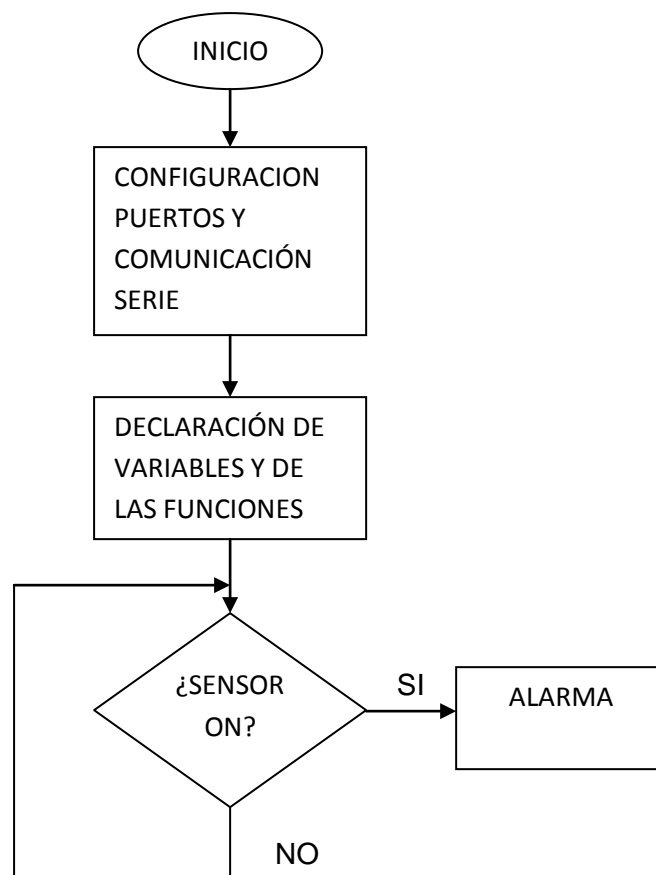 INICIO
CONFIGURACION
PUERTOS Y
COMUNICACIÓN
SERIE
DECLARACIÓN DE
VARIABLES Y DE
LAS FUNCIONES
¿SENSOR
ON?
SI
ALARMA
NO